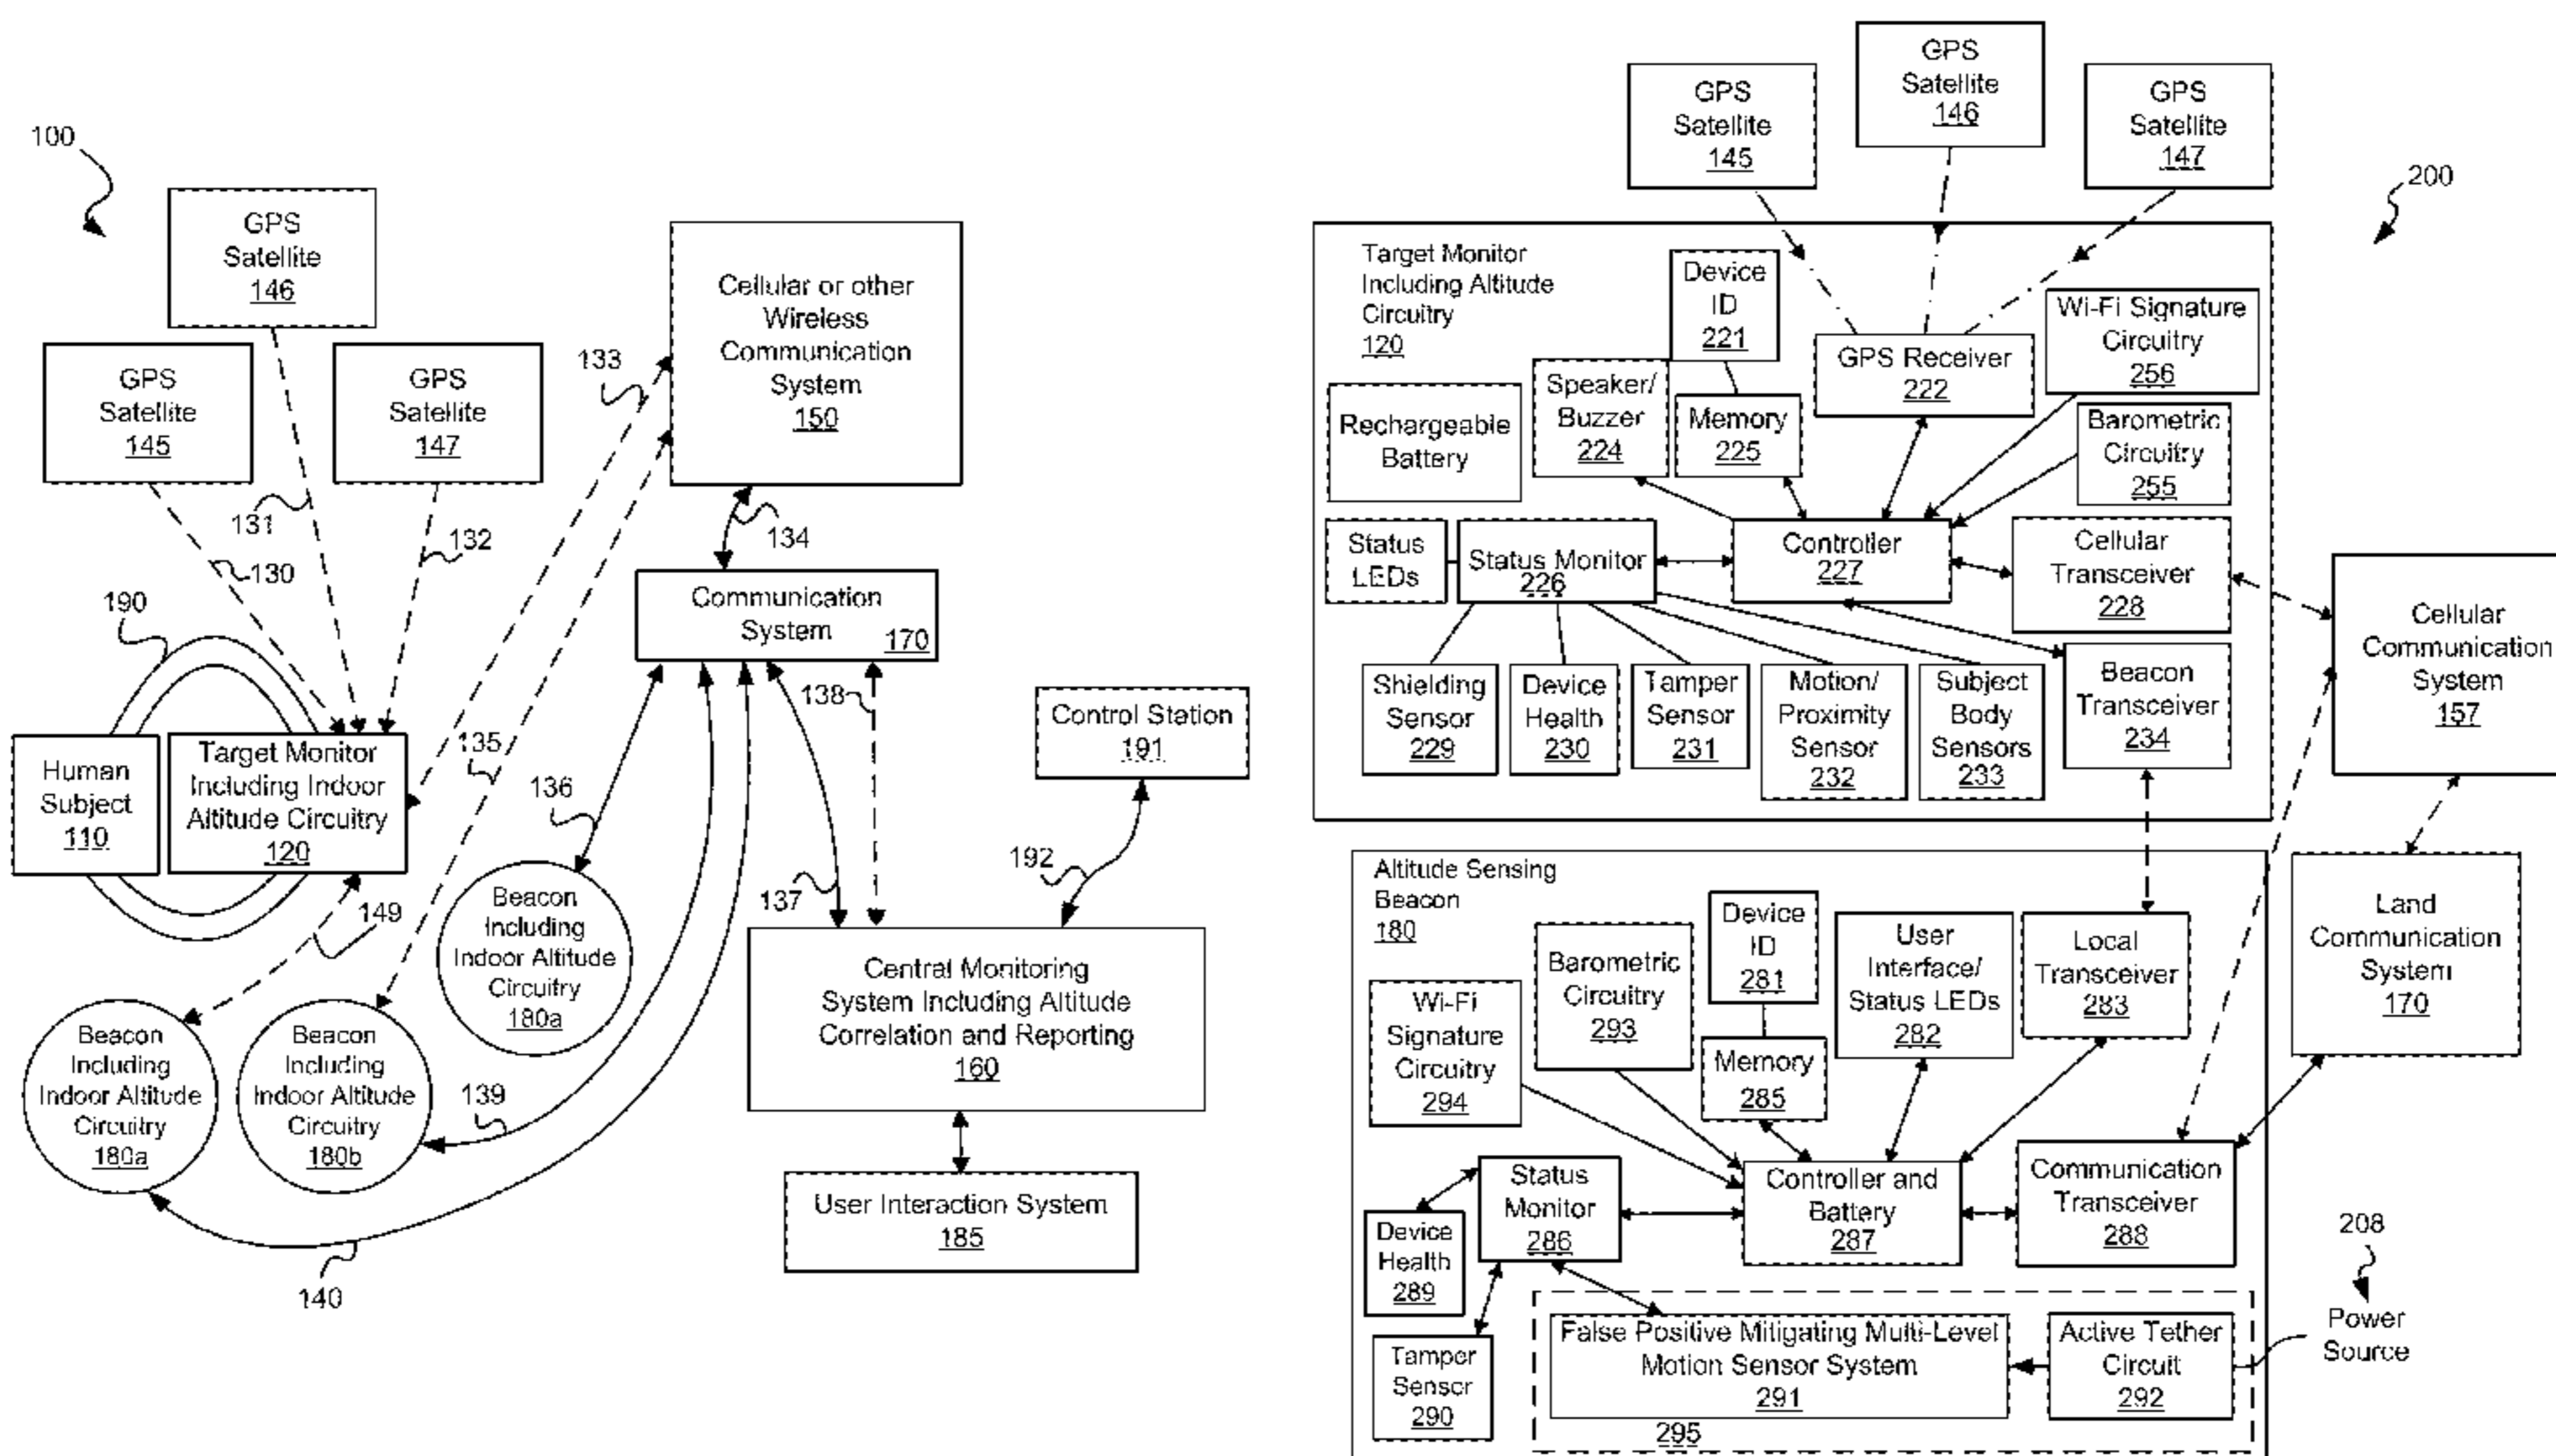 100
GPS
Satellite
146
GPS
Satellite
145
GPS
Satellite
147
131
130
132
190
Human
Subject
110
Target Monitor
Including Indoor
Altitude Circuitry
120
149
133
135
Cellular or other
Wireless
Communication
System
150
134
Communication
System
170
138
136
137
Control Station
191
192
Beacon
Including
Indoor Altitude
Circuitry
180a
Beacon
Including
Indoor Altitude
Circuitry
180a
Beacon
Including
Indoor Altitude
Circuitry
180b
139
140
Central Monitoring
System Including Altitude
Correlation and Reporting
160
User Interaction System
185
200
GPS
Satellite
145
GPS
Satellite
146
GPS
Satellite
147
Target Monitor
Including Altitude
Circuitry
120
Device
ID
221
GPS Receiver
222
Wi-Fi Signature
Circuitry
256
Rechargeable
Battery
Speaker/
Buzzer
224
Memory
225
Barometric
Circuitry
255
Status
LEDs
Status Monitor
226
Controller
227
Cellular
Transceiver
228
Shielding
Sensor
229
Device
Health
230
Tamper
Sensor
231
Motion/
Proximity
Sensor
232
Subject
Body
Sensors
233
Beacon
Transceiver
234
Cellular
Communication
System
157
Land
Communication
System
170
Altitude Sensing
Beacon
180
Wi-Fi
Signature
Circuitry
294
Barometric
Circuitry
293
Device
ID
281
Memory
285
User
Interface/
Status LEDs
282
Local
Transceiver
283
Status
Monitor
286
Controller and
Battery
287
Communication
Transceiver
288
Device
Health
289
Tamper
Sensor
290
False Positive Mitigating Multi-Level
Motion Sensor System
291
Active Tether
Circuit
292
295
208
Power
Source